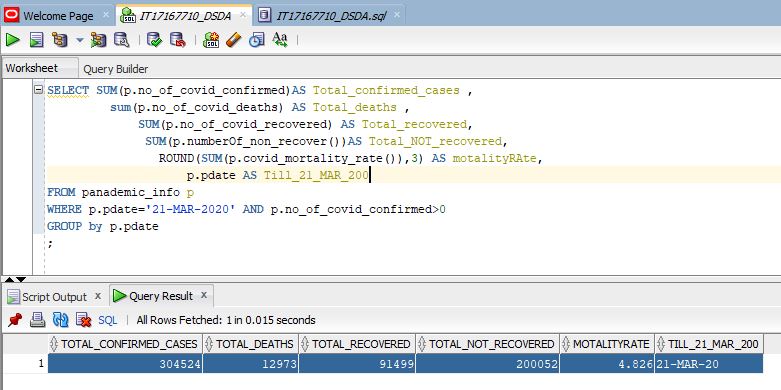 Welcome Page IT17167710_DSDA IT17167710_DSDA.sql
SQL
Worksheet Query Builder
SELECT SUM(p.no_of_covid_confirmed)AS Total_confirmed_cases ,
sum(p.no_of_covid_deaths) AS Total_deaths ,
SUM(p.no_of_covid_recovered) AS Total_recovered,
SUM(p.numberOf_non_recover())AS Total_NOT_recovered,
ROUND(SUM(p.covid_mortality_rate()),3) AS motalityRAte,
p.pdate AS Till_21_MAR_200
FROM panademic_info p
WHERE p.pdate='21-MAR-2020' AND p.no_of_covid_confirmed>0
GROUP by p.pdate
;
Script Output x Query Result x
SQL All Rows Fetched: 1 in 0.015 seconds
TOTAL_CONFIRMED_CASES TOTAL_DEATHS TOTAL_RECOVERED TOTAL_NOT_RECOVERED MOTALITYRATE TILL_21_MAR_200
1 304524 12973 91499 200052 4.826 21-MAR-20